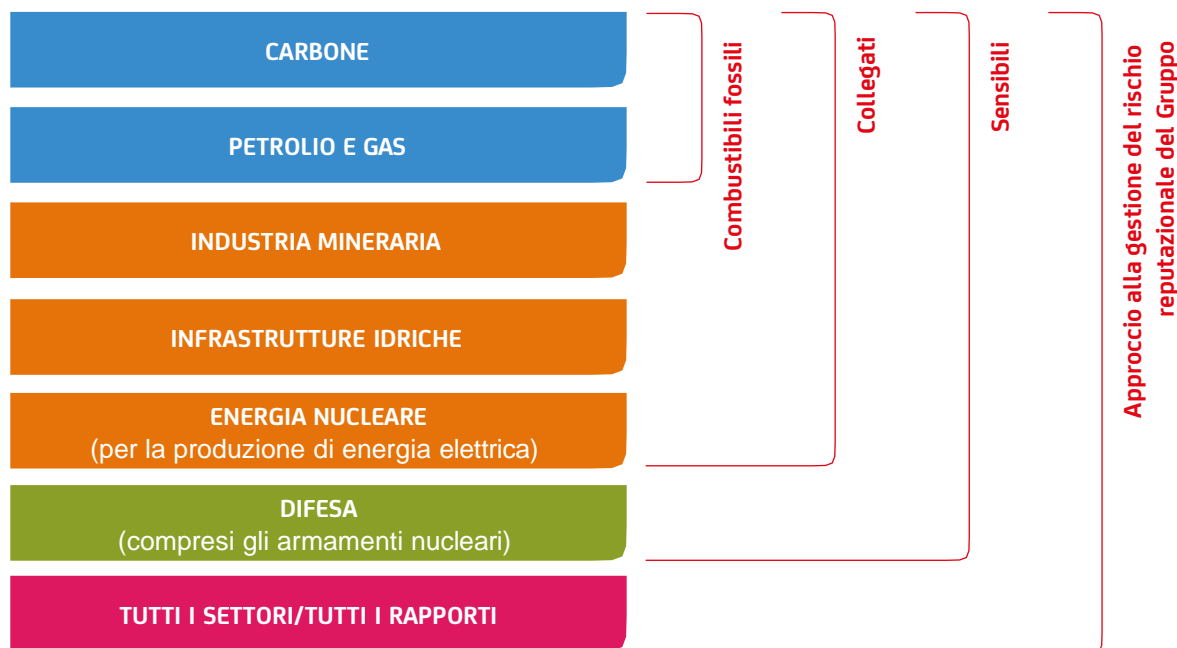 CARBONE
PETROLIO E GAS
INDUSTRIA MINERARIA
INFRASTRUTTURE IDRICHE
ENERGIA NUCLEARE
(per la produzione di energia elettrica)
DIFESA
(compresi gli armamenti nucleari)
TUTTI I SETTORI/TUTTI I RAPPORTI
Combustibili fossili
Collegati
Sensibili
Approccio alla gestione del rischio
reputazionale del Gruppo